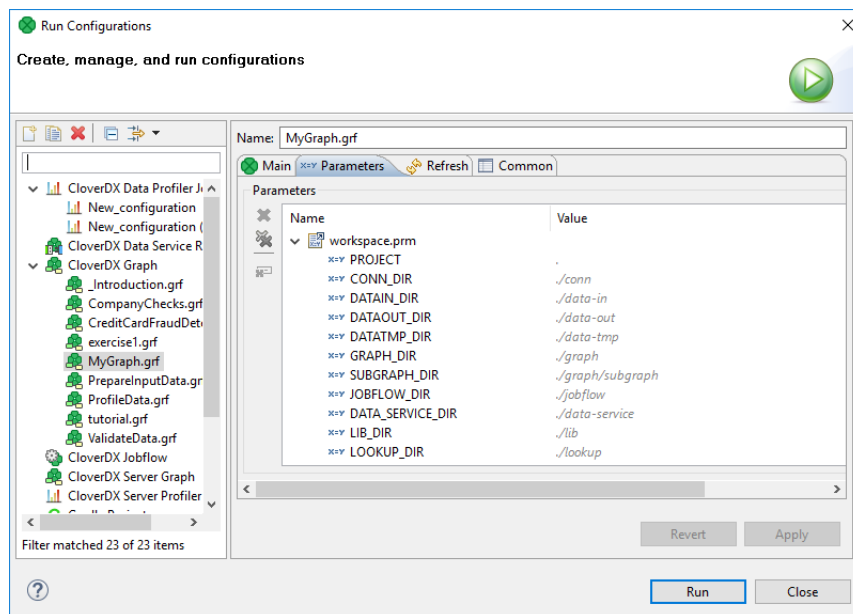 Run Configurations
Create, manage, and run configurations
Name: MyGraph.grf
Main
x=y Parameters
Refresh
Common
CloverDX Data Profiler J
New_configuration
New_configuration (
CloverDX Data Service R
CloverDX Graph
_Introduction.grf
CompanyChecks.grf
CreditCardFraudDet
exercise1.grf
MyGraph.grf
PrepareInputData.gr
ProfileData.grf
tutorial.grf
ValidateData.grf
CloverDX Jobflow
CloverDX Server Graph
CloverDX Server Profiler
Filter matched 23 of 23 items
Parameters
Name Value
workspace.prm
x=y PROJECT .
x=y CONN_DIR ./conn
x=y DATAIN_DIR ./data-in
x=y DATAOUT_DIR ./data-out
x=y DATATMP_DIR ./data-tmp
x=y GRAPH_DIR ./graph
x=y SUBGRAPH_DIR ./graph/subgraph
x=y JOBFLOW_DIR ./jobflow
x=y DATA_SERVICE_DIR ./data-service
x=y LIB_DIR ./lib
x=y LOOKUP_DIR ./lookup
Revert Apply
Run Close